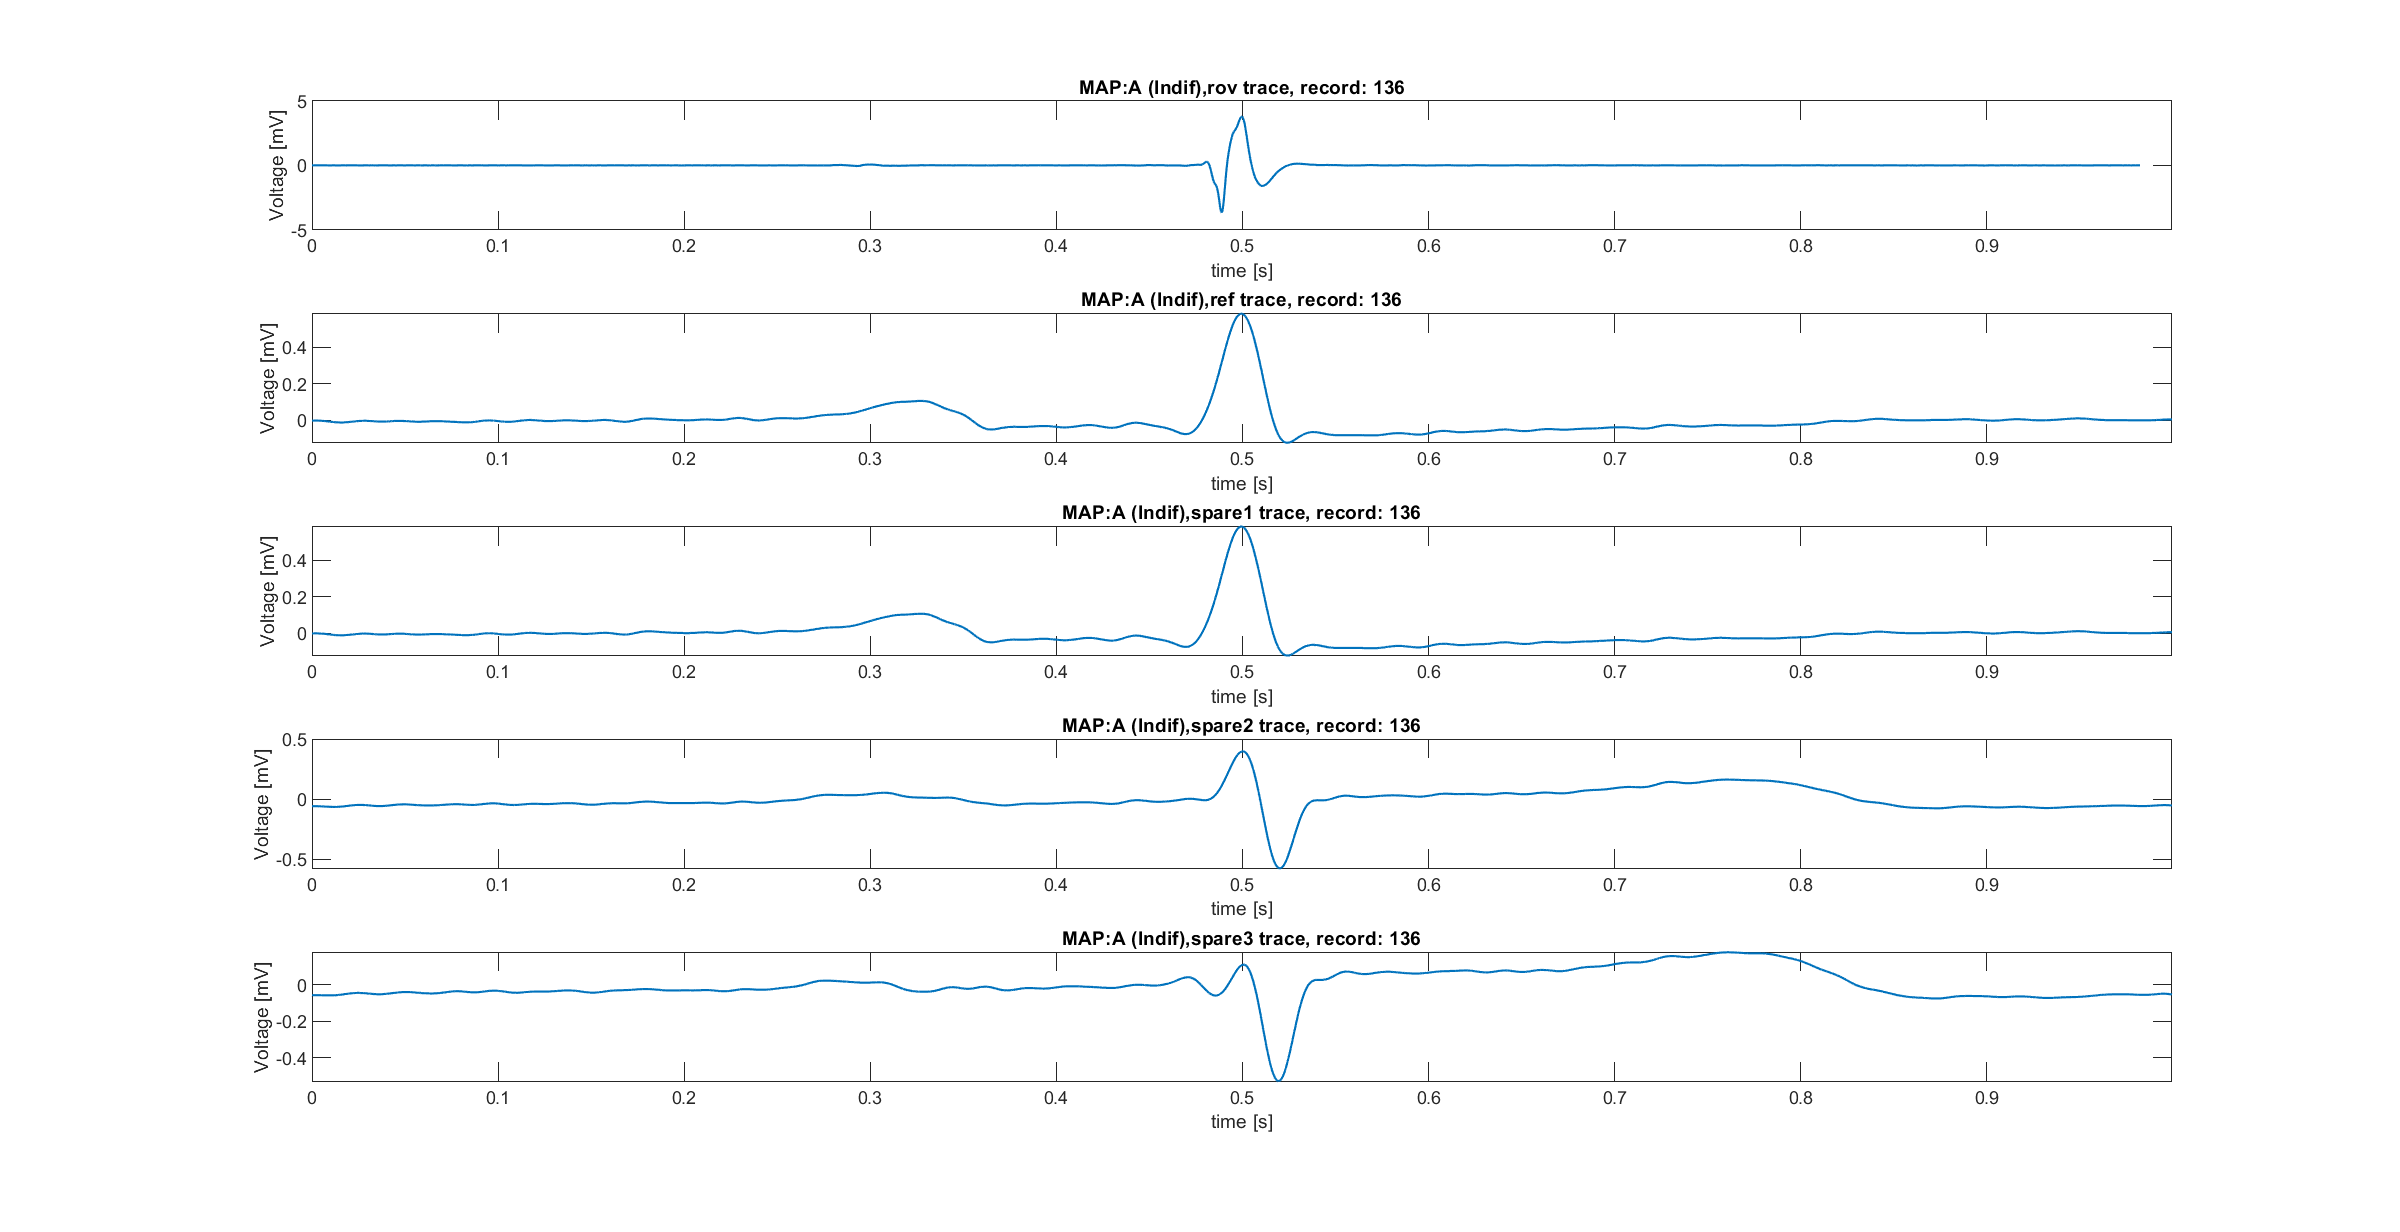 MAP:A (Indif),rov trace, record: 136
Voltage [mV]
5
0
-5
0 0.1 0.2 0.3 0.4 0.5 0.6 0.7 0.8 0.9
time [s]
MAP:A (Indif),ref trace, record: 136
Voltage [mV]
0.4
0.2
0
0 0.1 0.2 0.3 0.4 0.5 0.6 0.7 0.8 0.9
time [s]
MAP:A (Indif),spare1 trace, record: 136
Voltage [mV]
0.4
0.2
0
0 0.1 0.2 0.3 0.4 0.5 0.6 0.7 0.8 0.9
time [s]
MAP:A (Indif),spare2 trace, record: 136
Voltage [mV]
0.5
0
-0.5
0 0.1 0.2 0.3 0.4 0.5 0.6 0.7 0.8 0.9
time [s]
MAP:A (Indif),spare3 trace, record: 136
Voltage [mV]
0
-0.2
-0.4
0 0.1 0.2 0.3 0.4 0.5 0.6 0.7 0.8 0.9
time [s]